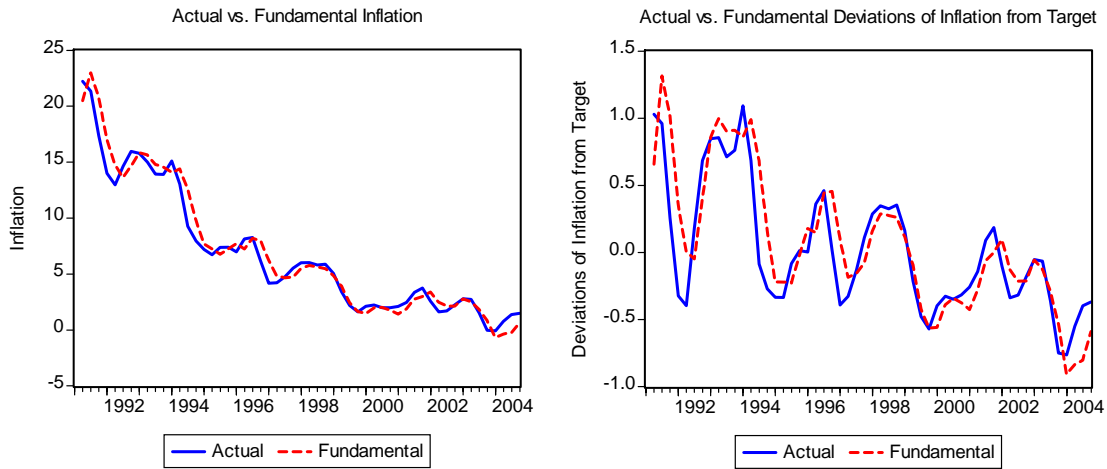 Actual vs. Fundamental Inflation
25
20
15
10
5
0
-5
Inflation
1992 1994 1996 1998 2000 2002 2004
Actual Fundamental
Actual vs. Fundamental Deviations of Inflation from Target
1.5
1.0
0.5
0.0
-0.5
-1.0
Deviations of Inflation from Target
1992 1994 1996 1998 2000 2002 2004
Actual Fundamental